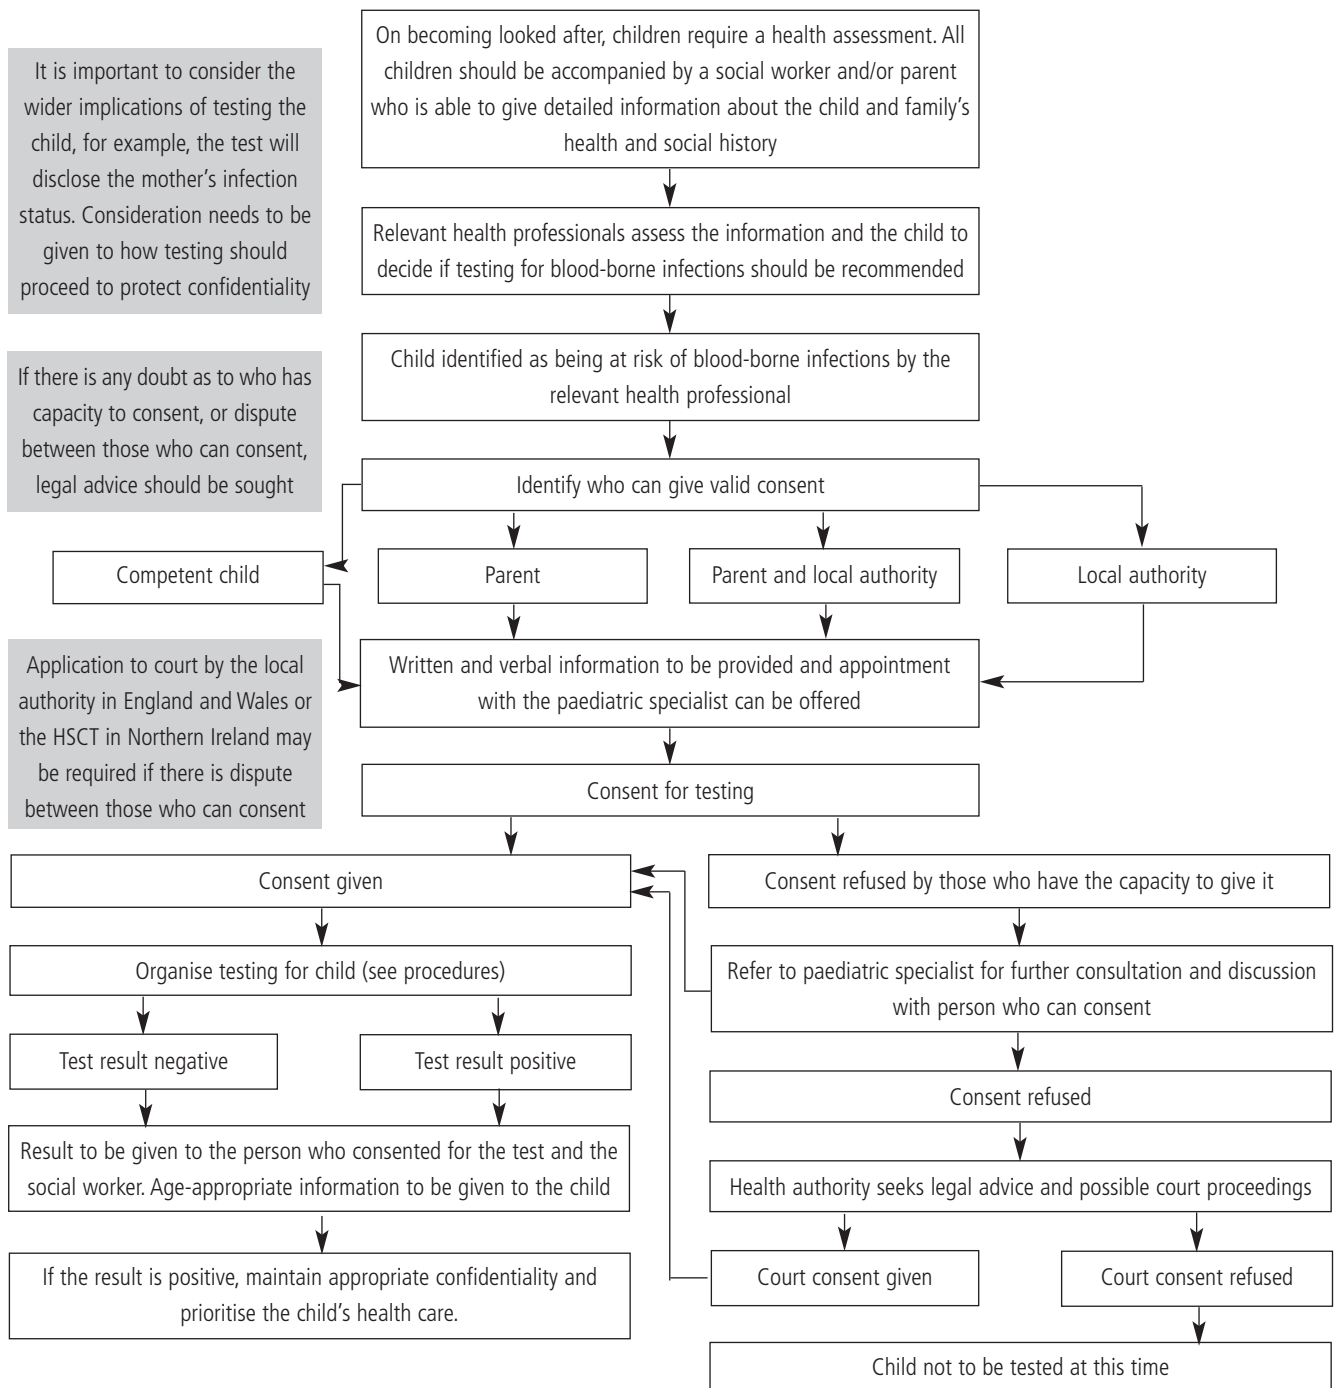 On becoming looked after, children require a health assessment. All
children should be accompanied by a social worker and/or parent
who is able to give detailed information about the child and family’s
health and social history
It is important to consider the
wider implications of testing the
child, for example, the test will
disclose the mother’s infection
status. Consideration needs to be
given to how testing should
proceed to protect confidentiality
Relevant health professionals assess the information and the child to
decide if testing for blood-borne infections should be recommended
Child identified as being at risk of blood-borne infections by the
relevant health professional
If there is any doubt as to who has
capacity to consent, or dispute
between those who can consent,
legal advice should be sought
Identify who can give valid consent
Competent child
Parent
Parent and local authority
Local authority
Application to court by the local
authority in England and Wales or
the HSCT in Northern Ireland may
be required if there is dispute
between those who can consent
Written and verbal information to be provided and appointment
with the paediatric specialist can be offered
Consent for testing
Consent given
Consent refused by those who have the capacity to give it
Organise testing for child (see procedures)
Refer to paediatric specialist for further consultation and discussion
with person who can consent
Test result negative
Test result positive
Consent refused
Result to be given to the person who consented for the test and the
social worker. Age-appropriate information to be given to the child
Health authority seeks legal advice and possible court proceedings
If the result is positive, maintain appropriate confidentiality and
prioritise the child’s health care.
Court consent given
Court consent refused
Child not to be tested at this time